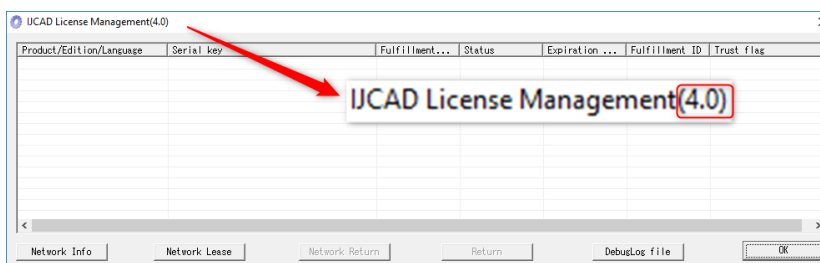 IJCAD License Management(4.0)
Product/Edition/Language Serial key Fulfillment... Status Expiration ... Fulfillment ID Trust flag
IJCAD License Management(4.0)
Network Info Network Lease Network Return Return DebugLog file OK